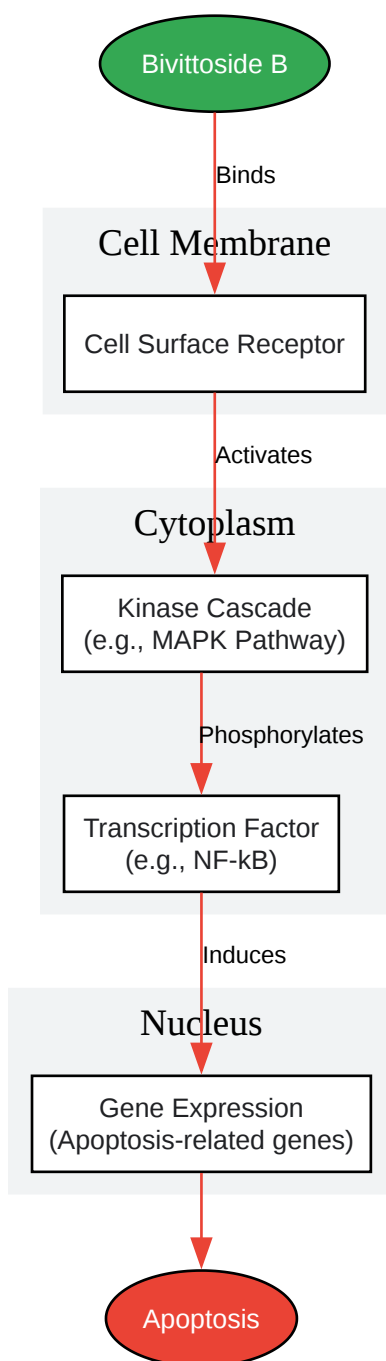 Bivittoside B
Binds
Cell Membrane
Cell Surface Receptor
Activates
Cytoplasm
Kinase Cascade
(e.g., MAPK Pathway)
Phosphorylates
Transcription Factor
(e.g., NF-kB)
Induces
Nucleus
Gene Expression
(Apoptosis-related genes)
Apoptosis